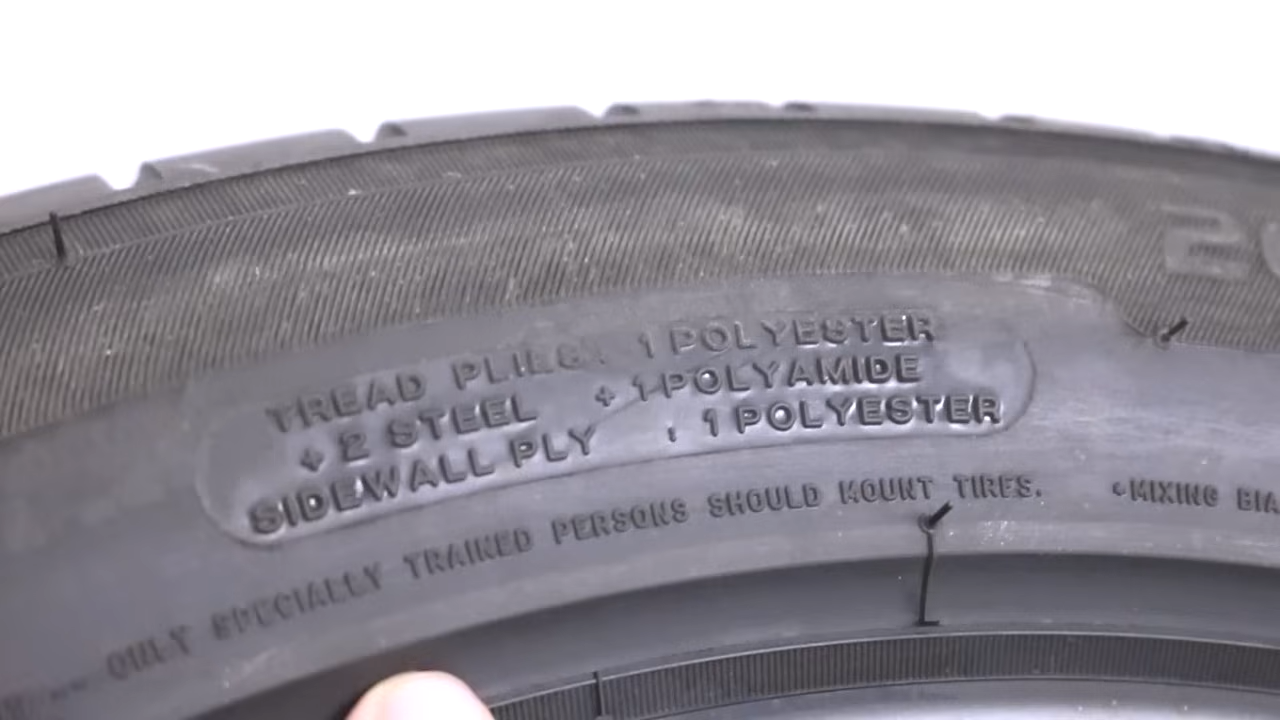 TREAD PLIES: 1 POLYESTER
+ 2 STEEL + 1 POLYAMIDE
SIDEWALL PLY : 1 POLYESTER
ONLY SPECIALLY TRAINED PERSONS SHOULD MOUNT TIRES. •MIXING